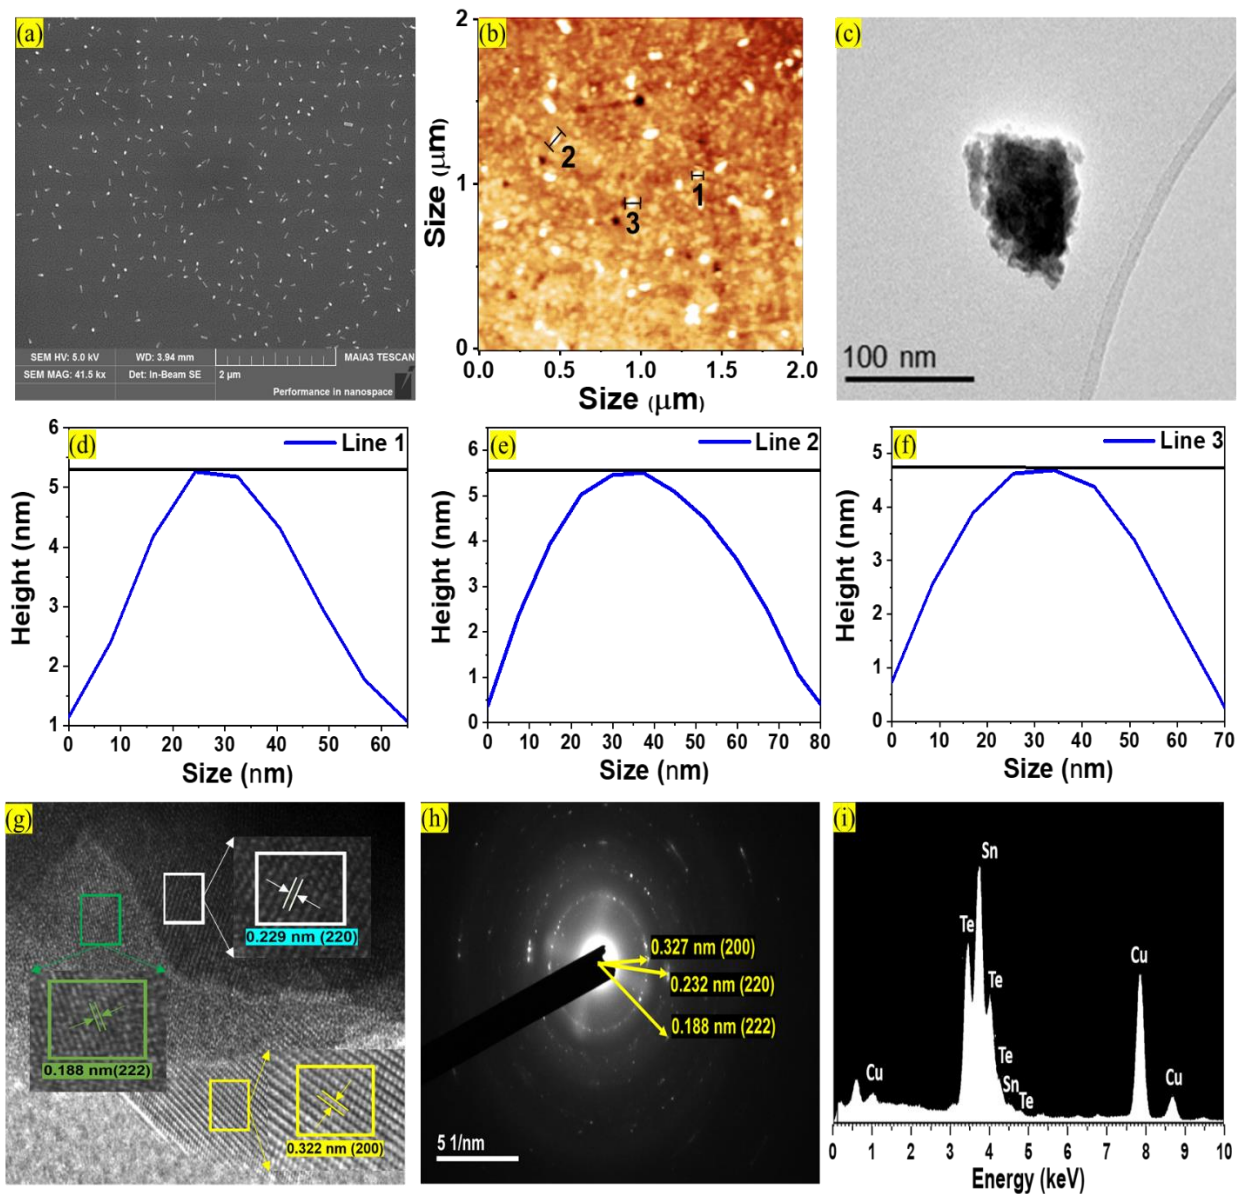 (a)
SEM HV: 5.0 kV
WD: 3.94 mm
MAIA3 TESCAN
SEM MAG: 41.5 kx
Det: In-Beam SE
2 µm
Performance in nanospace
(b)
2
1
0
Size (µm)
2
1
3
0.0
0.5
1.0
1.5
2.0
Size (µm)
(c)
100 nm
(d)
Line 1
6
5
4
3
2
1
Height (nm)
0
10
20
30
40
50
60
Size (nm)
(e)
Line 2
6
5
4
3
2
1
0
Height (nm)
0
10
20
30
40
50
60
70
80
Size (nm)
(f)
Line 3
5
4
3
2
1
0
Height (nm)
0
10
20
30
40
50
60
70
Size (nm)
(g)
0.229 nm (220)
0.188 nm(222)
0.322 nm (200)
(h)
0.327 nm (200)
0.232 nm (220)
0.188 nm (222)
5 1/nm
(i)
Sn
Te
Te
Cu
Te
Sn
Te
Cu
Cu
0
1
2
3
4
5
6
7
8
9
10
Energy (keV)